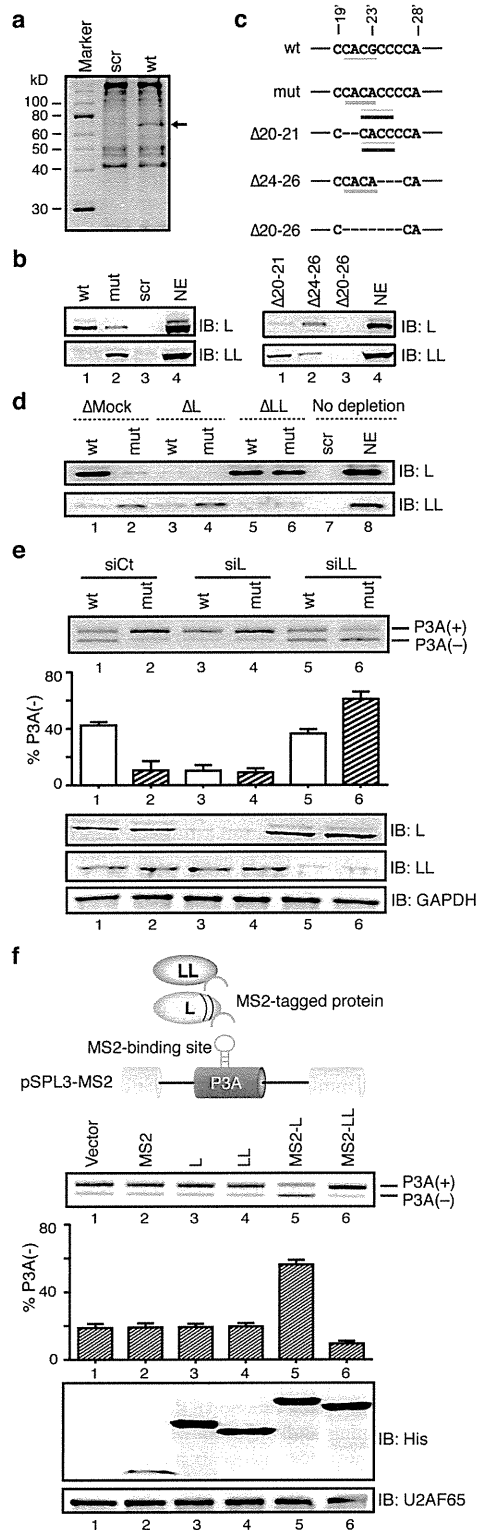 a
Marker
scr
wt
kD
100
80
60
50
40
30
c
–19'
–23'
–28'
wt
CCACGCCCCA
mut
CCACACCCCA
Δ20-21
C--CACCCCA
Δ24-26
CCACA---CA
Δ20-26
C-------CA
b
wt
mut
scr
NE
IB: L
IB: LL
1 2 3 4
Δ20-21
Δ24-26
Δ20-26
NE
IB: L
IB: LL
1 2 3 4
d
ΔMock ΔL ΔLL No depletion
wt mut wt mut wt mut scr NE
IB: L
IB: LL
1 2 3 4 5 6 7 8
e
siCt siL siLL
wt mut wt mut wt mut
P3A(+)
P3A(–)
1 2 3 4 5 6
% P3A(-)
80
40
0
1 2 3 4 5 6
IB: L
IB: LL
IB: GAPDH
1 2 3 4 5 6
f
LL
L
MS2-tagged protein
MS2-binding site
pSPL3-MS2
P3A
Vector
MS2
L
LL
MS2-L
MS2-LL
P3A(+)
P3A(–)
1 2 3 4 5 6
% P3A(-)
80
40
0
1 2 3 4 5 6
IB: His
IB: U2AF65
1 2 3 4 5 6